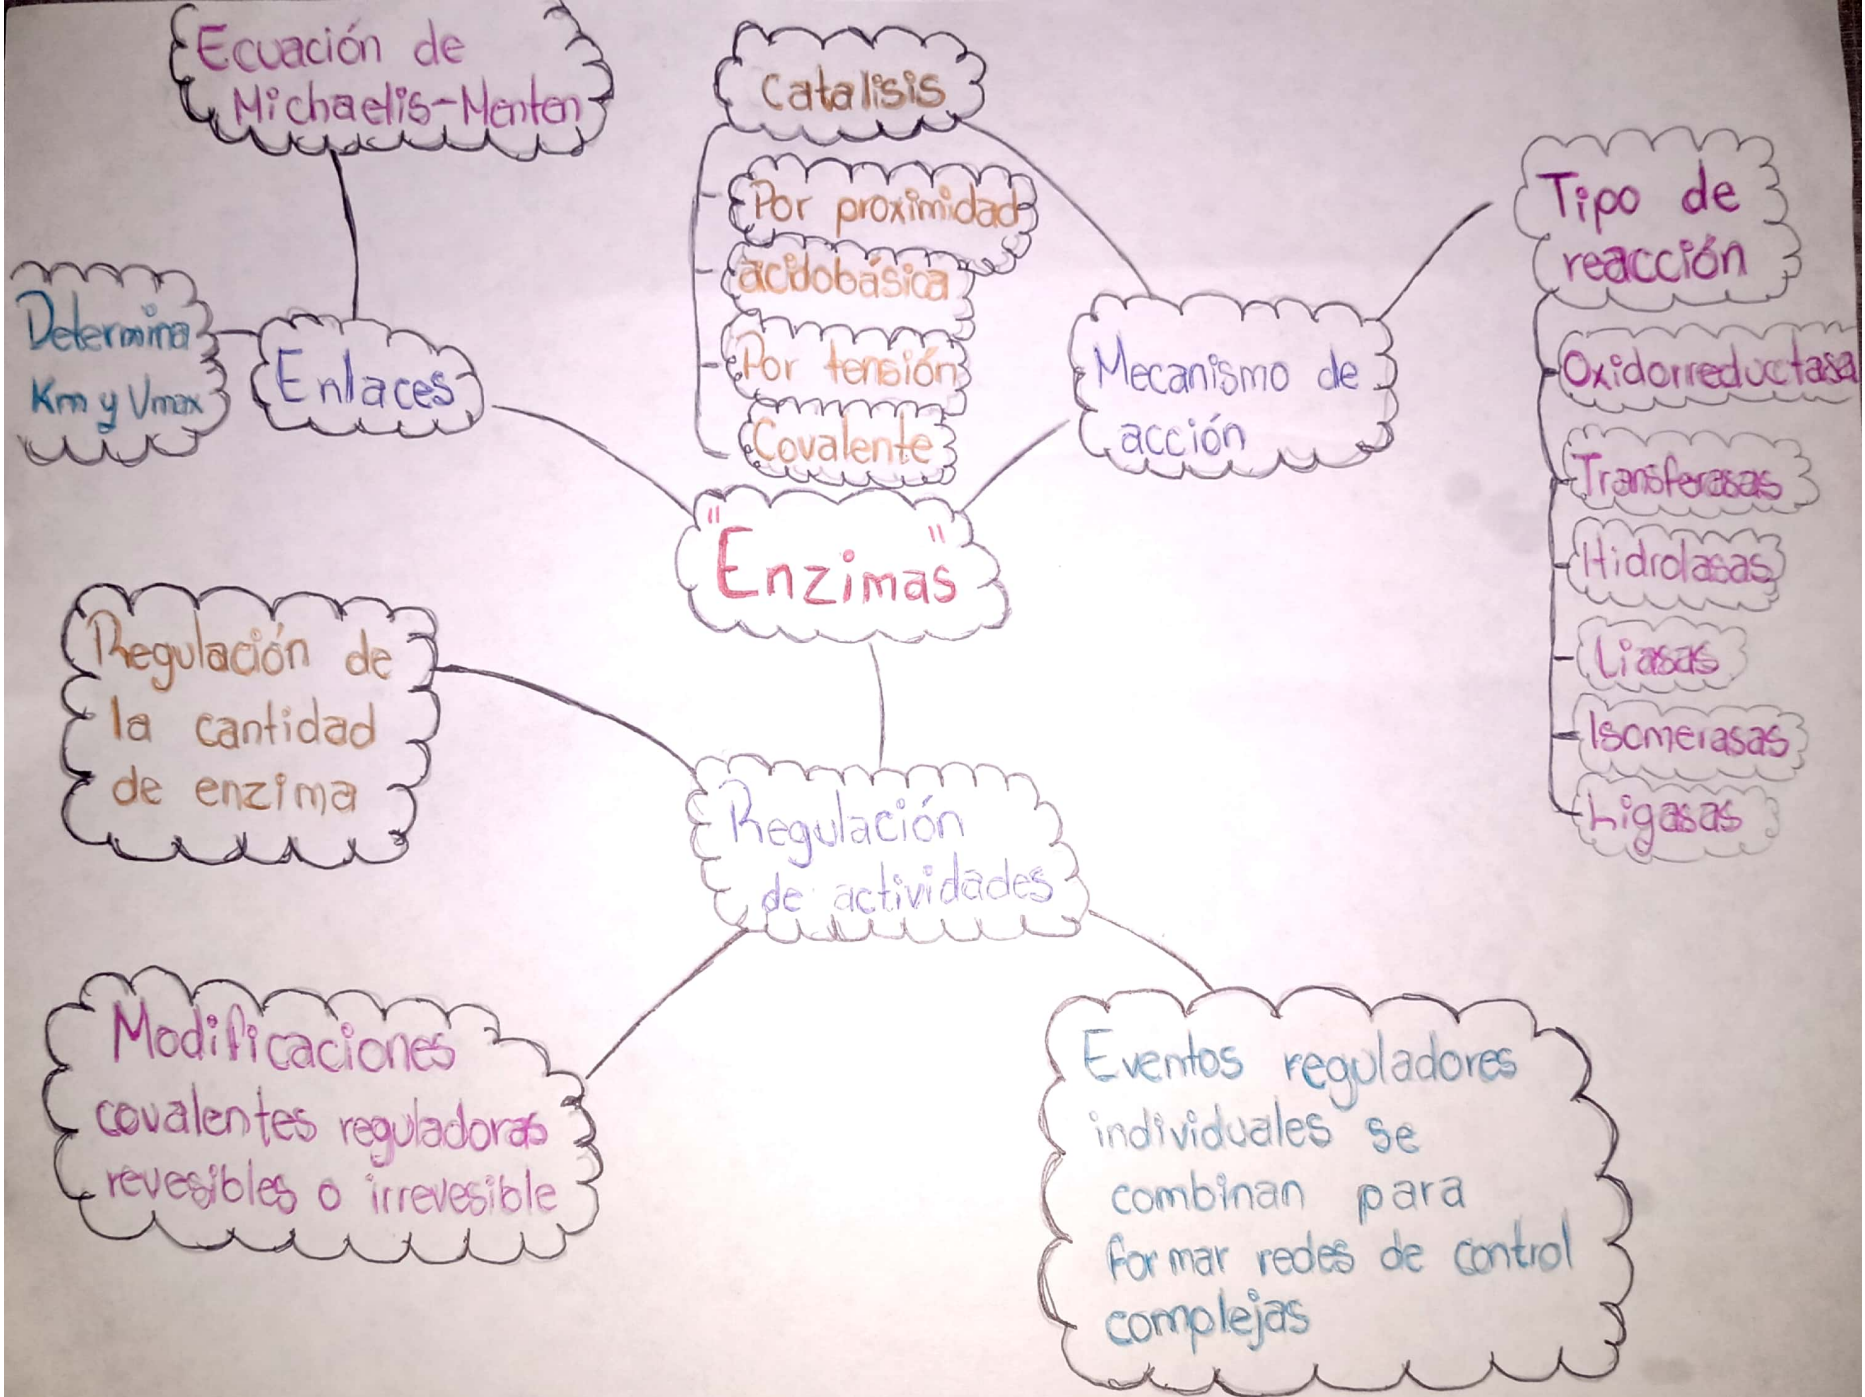 Ecuación de
Michaelis-Menten
Catalisis
Por proximidad
acidobásica
Por tensión
Covalente
Tipo de
reacción
Oxidorreductasa
Transferasas
Hidrolasas
Liasas
Isomerasas
Ligasas
Determina
Km y Vmax
Enlaces
Mecanismo de
acción
"Enzimas"
Regulación de
la cantidad
de enzima
Regulación
de actividades
Modificaciones
covalentes reguladoras
revesibles o irrevesible
Eventos reguladores
individuales se
combinan para
formar redes de control
complejas